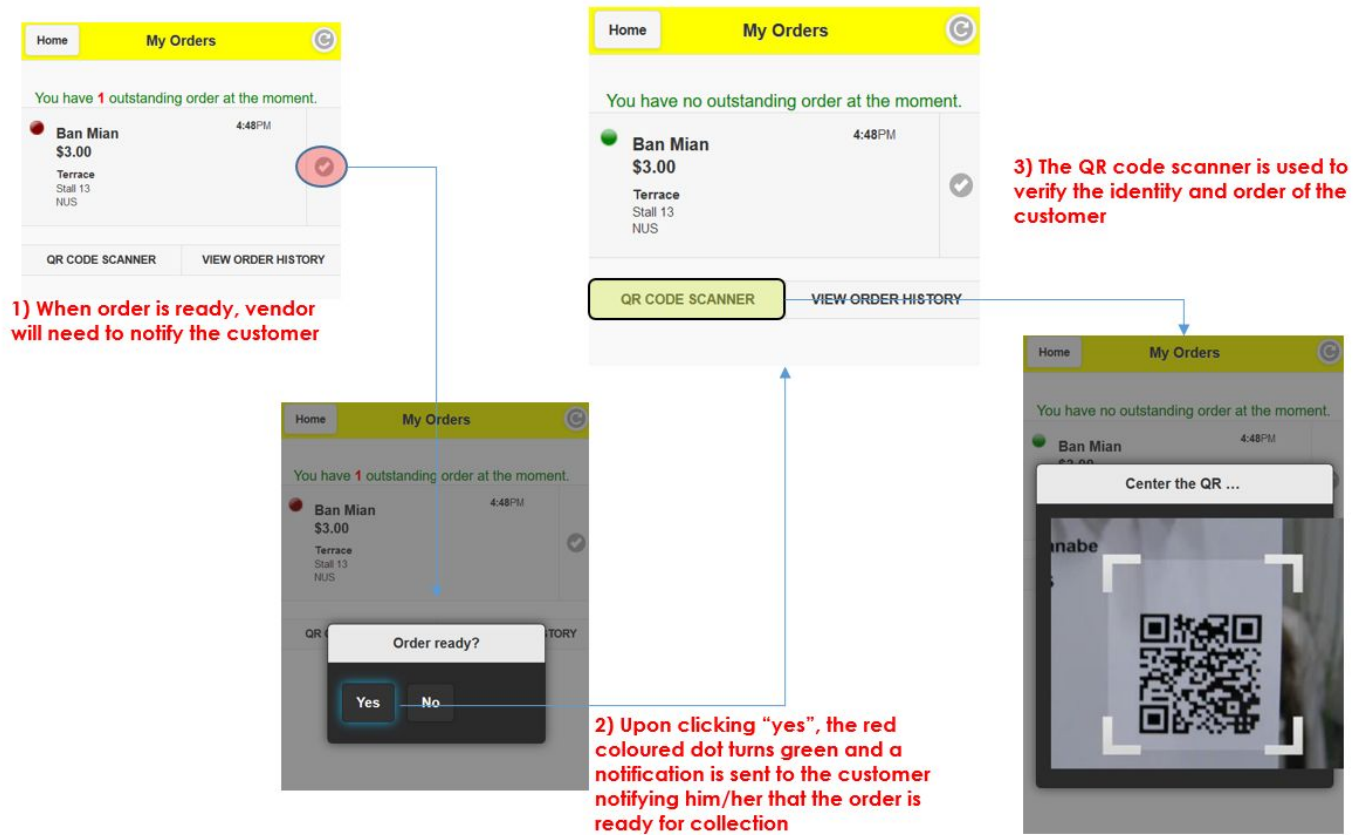 Home
My Orders
You have 1 outstanding order at the moment.
Ban Mian
4:48PM
$3.00
Terrace
Stall 13
NUS
QR CODE SCANNER
VIEW ORDER HISTORY
1) When order is ready, vendor
will need to notify the customer
Home
My Orders
You have 1 outstanding order at the moment.
Ban Mian
4:48PM
$3.00
Terrace
Stall 13
NUS
QR
TORY
Order ready?
Yes
No
2) Upon clicking “yes”, the red
coloured dot turns green and a
notification is sent to the customer
notifying him/her that the order is
ready for collection
Home
My Orders
You have no outstanding order at the moment.
Ban Mian
4:48PM
$3.00
Terrace
Stall 13
NUS
QR CODE SCANNER
VIEW ORDER HISTORY
3) The QR code scanner is used to
verify the identity and order of the
customer
Home
My Orders
You have no outstanding order at the moment.
Ban Mian
4:48PM
$3.00
Center the QR ...
nabe